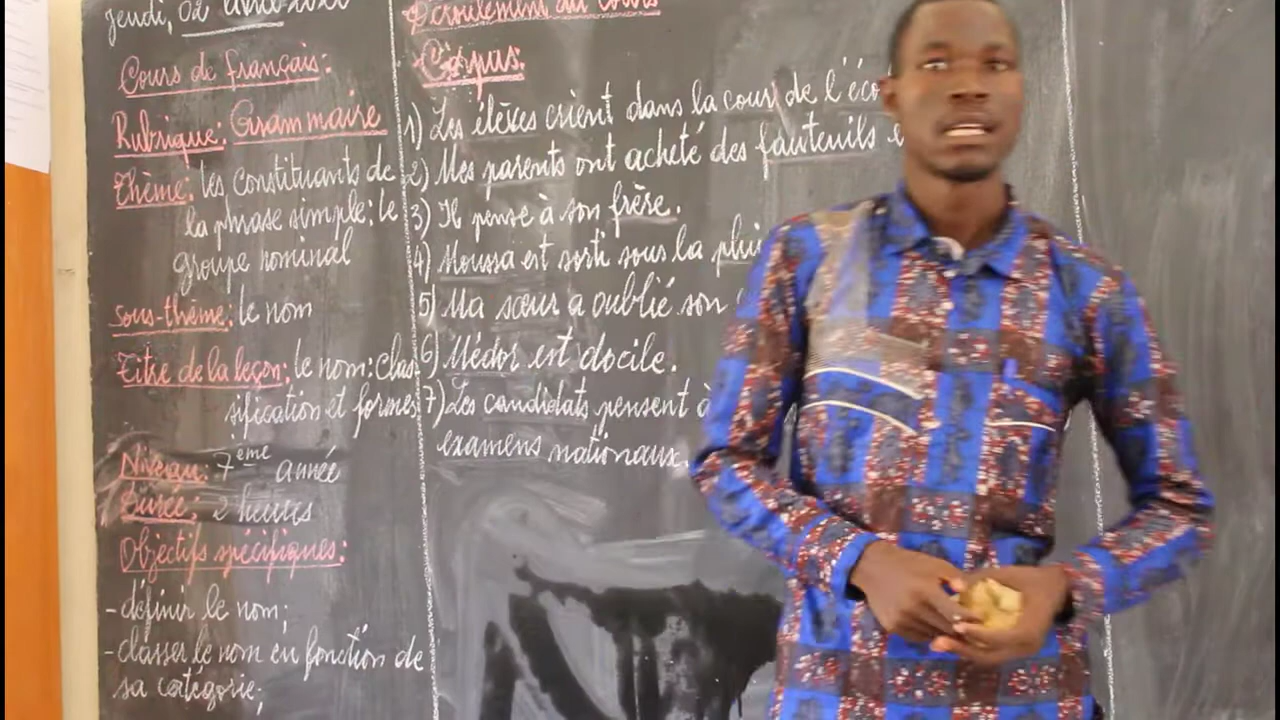 Jeudi, 02
Cours de français:
Rubrique: Grammaire
Thème: les constituants de
la phrase simple: le
groupe nominal
Sous-thème: le nom
Titre de la leçon: le nom: clas-
sification et formes
Niveau: 7ème année
Durée: 2 heures
Objectifs spécifiques:
- définir le nom;
- classer le nom en fonction de
sa catégorie;
Déroulement du cours
Corpus:
1) Les élèves crient dans la cour de l'éco
2) Mes parents ont acheté des fauteuils
3) Il pense à son frère.
4) Moussa est sorti sous la plui
5) Ma sœur a oublié son
6) Médor est docile.
7) Les candidats pensent à
examens nationaux.